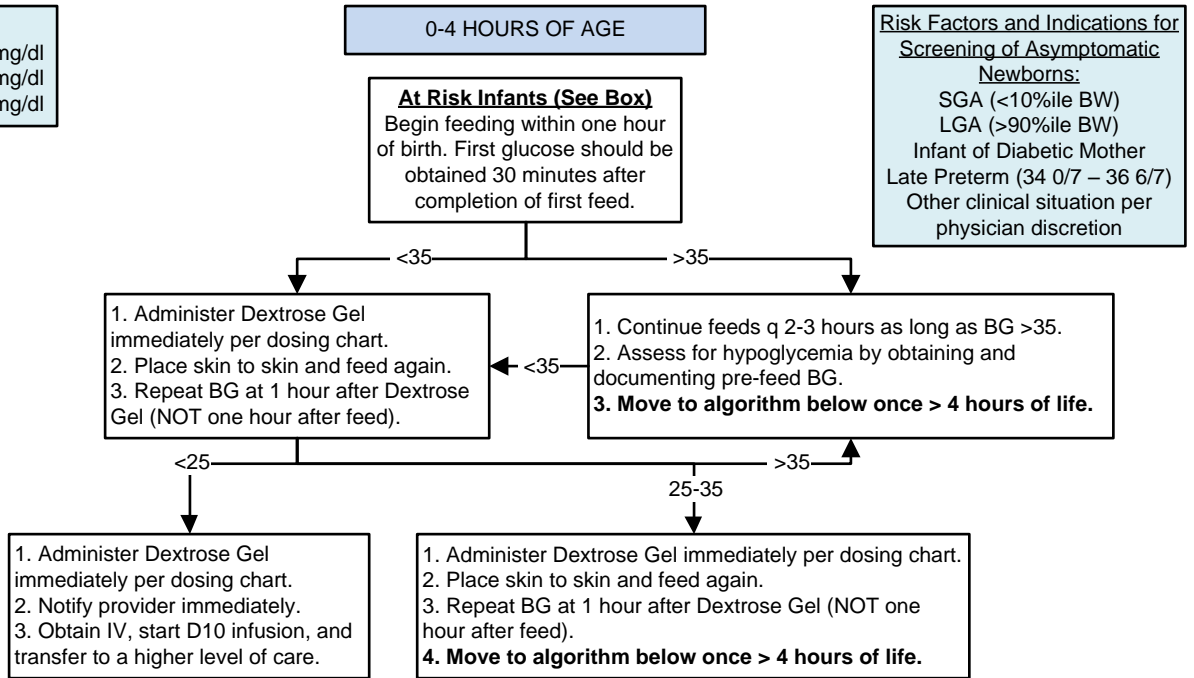 mg/dl
mg/dl
mg/dl
0-4 HOURS OF AGE
Risk Factors and Indications for
Screening of Asymptomatic
Newborns:
SGA (<10%ile BW)
LGA (>90%ile BW)
Infant of Diabetic Mother
Late Preterm (34 0/7 – 36 6/7)
Other clinical situation per
physician discretion
At Risk Infants (See Box)
Begin feeding within one hour
of birth. First glucose should be
obtained 30 minutes after
completion of first feed.
<35
>35
1. Administer Dextrose Gel
immediately per dosing chart.
2. Place skin to skin and feed again.
3. Repeat BG at 1 hour after Dextrose
Gel (NOT one hour after feed).
<35
1. Continue feeds q 2-3 hours as long as BG >35.
2. Assess for hypoglycemia by obtaining and
documenting pre-feed BG.
3. Move to algorithm below once > 4 hours of life.
<25
>35
25-35
1. Administer Dextrose Gel
immediately per dosing chart.
2. Notify provider immediately.
3. Obtain IV, start D10 infusion, and
transfer to a higher level of care.
1. Administer Dextrose Gel immediately per dosing chart.
2. Place skin to skin and feed again.
3. Repeat BG at 1 hour after Dextrose Gel (NOT one
hour after feed).
4. Move to algorithm below once > 4 hours of life.